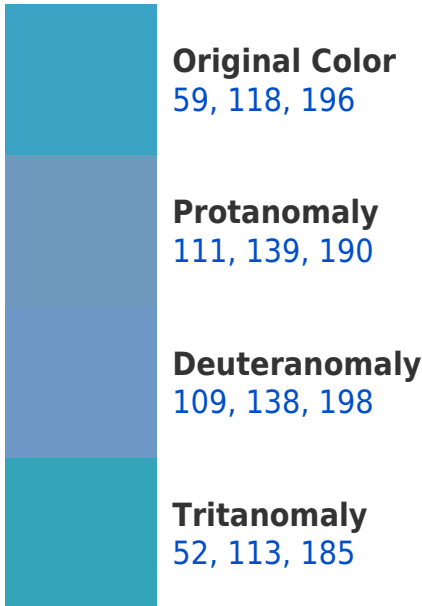 Original Color
59, 118, 196
Protanomaly
111, 139, 190
Deuteranomaly
109, 138, 198
Tritanomaly
52, 113, 185